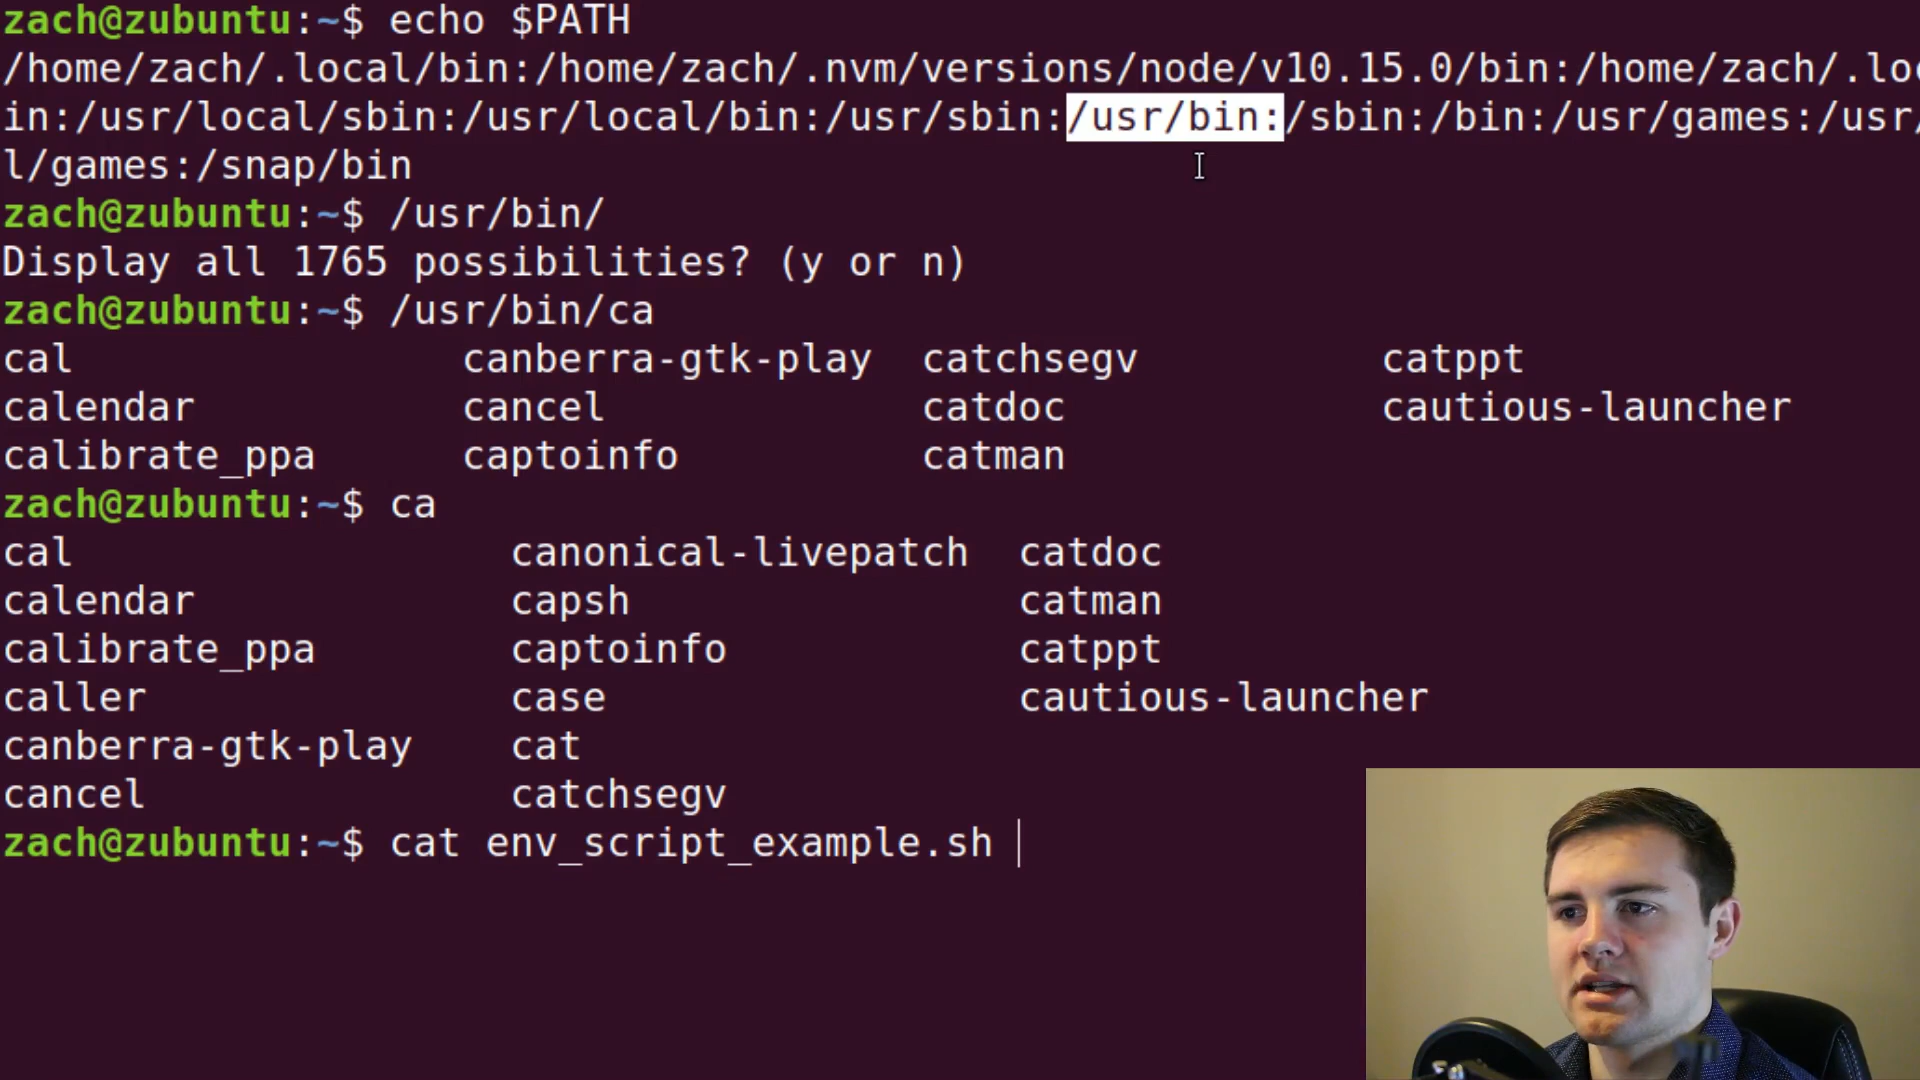 zach@zubuntu:~$ echo $PATH
/home/zach/.local/bin:/home/zach/.nvm/versions/node/v10.15.0/bin:/home/zach/.lo
in:/usr/local/sbin:/usr/local/bin:/usr/sbin:/usr/bin:/sbin:/bin:/usr/games:/usr/
l/games:/snap/bin
zach@zubuntu:~$ /usr/bin/
Display all 1765 possibilities? (y or n)
zach@zubuntu:~$ /usr/bin/ca
cal canberra-gtk-play catchsegv catppt
calendar cancel catdoc cautious-launcher
calibrate_ppa captoinfo catman
zach@zubuntu:~$ ca
cal canonical-livepatch catdoc
calendar capsh catman
calibrate_ppa captoinfo catppt
caller case cautious-launcher
canberra-gtk-play cat
cancel catchsegv
zach@zubuntu:~$ cat env_script_example.sh